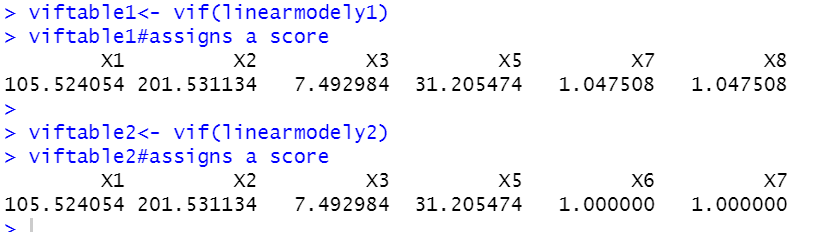 > viftable1<- vif(linearmodely1)
> viftable1#assigns a score
X1 X2 X3 X5 X7 X8
105.524054 201.531134 7.492984 31.205474 1.047508 1.047508
>
> viftable2<- vif(linearmodely2)
> viftable2#assigns a score
X1 X2 X3 X5 X6 X7
105.524054 201.531134 7.492984 31.205474 1.000000 1.000000
>